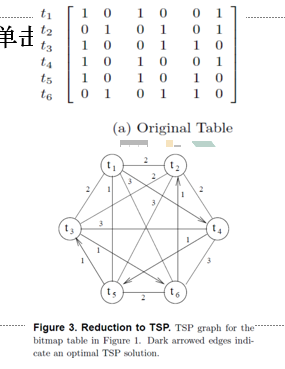 t1 1 0 1 0 0 1
t2 0 1 0 1 0 1
单击
t3 1 0 0 1 1 0
t4 1 0 1 0 0 1
t5 1 0 1 0 1 0
t6 0 1 0 1 1 0
(a) Original Table
t1 2 t2
2 1 3 2 3 1 2
t3 3 t4
1 1 1 3
t5 2 t6
Figure 3. Reduction to TSP. TSP graph for the
bitmap table in Figure 1. Dark arrowed edges indi-
cate an optimal TSP solution.